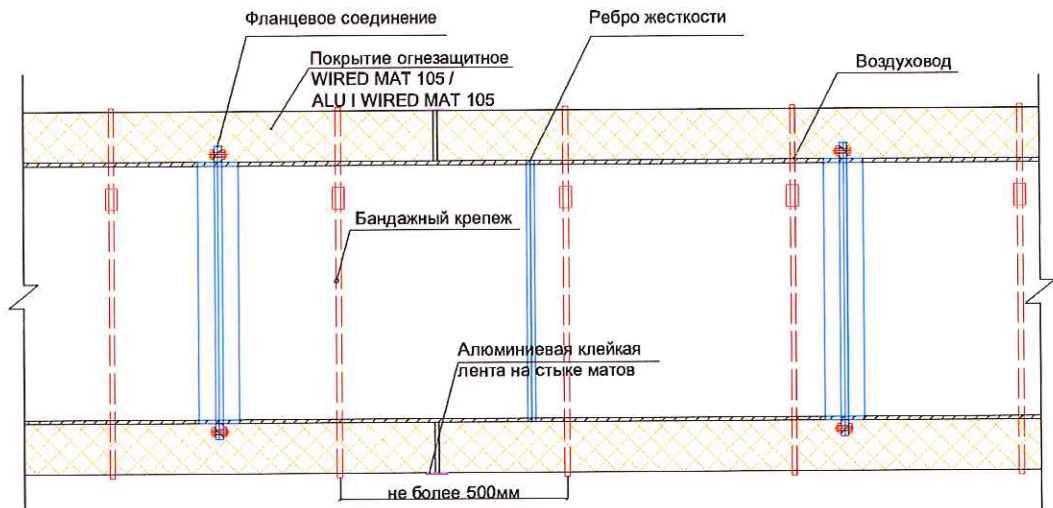 Фланцевое соединение
Ребро жесткости
Покрытие огнезащитное
WIRED MAT 105 /
ALU I WIRED MAT 105
Воздуховод
Бандажный крепеж
Алюминиевая клейкая
лента на стыке матов
не более 500мм